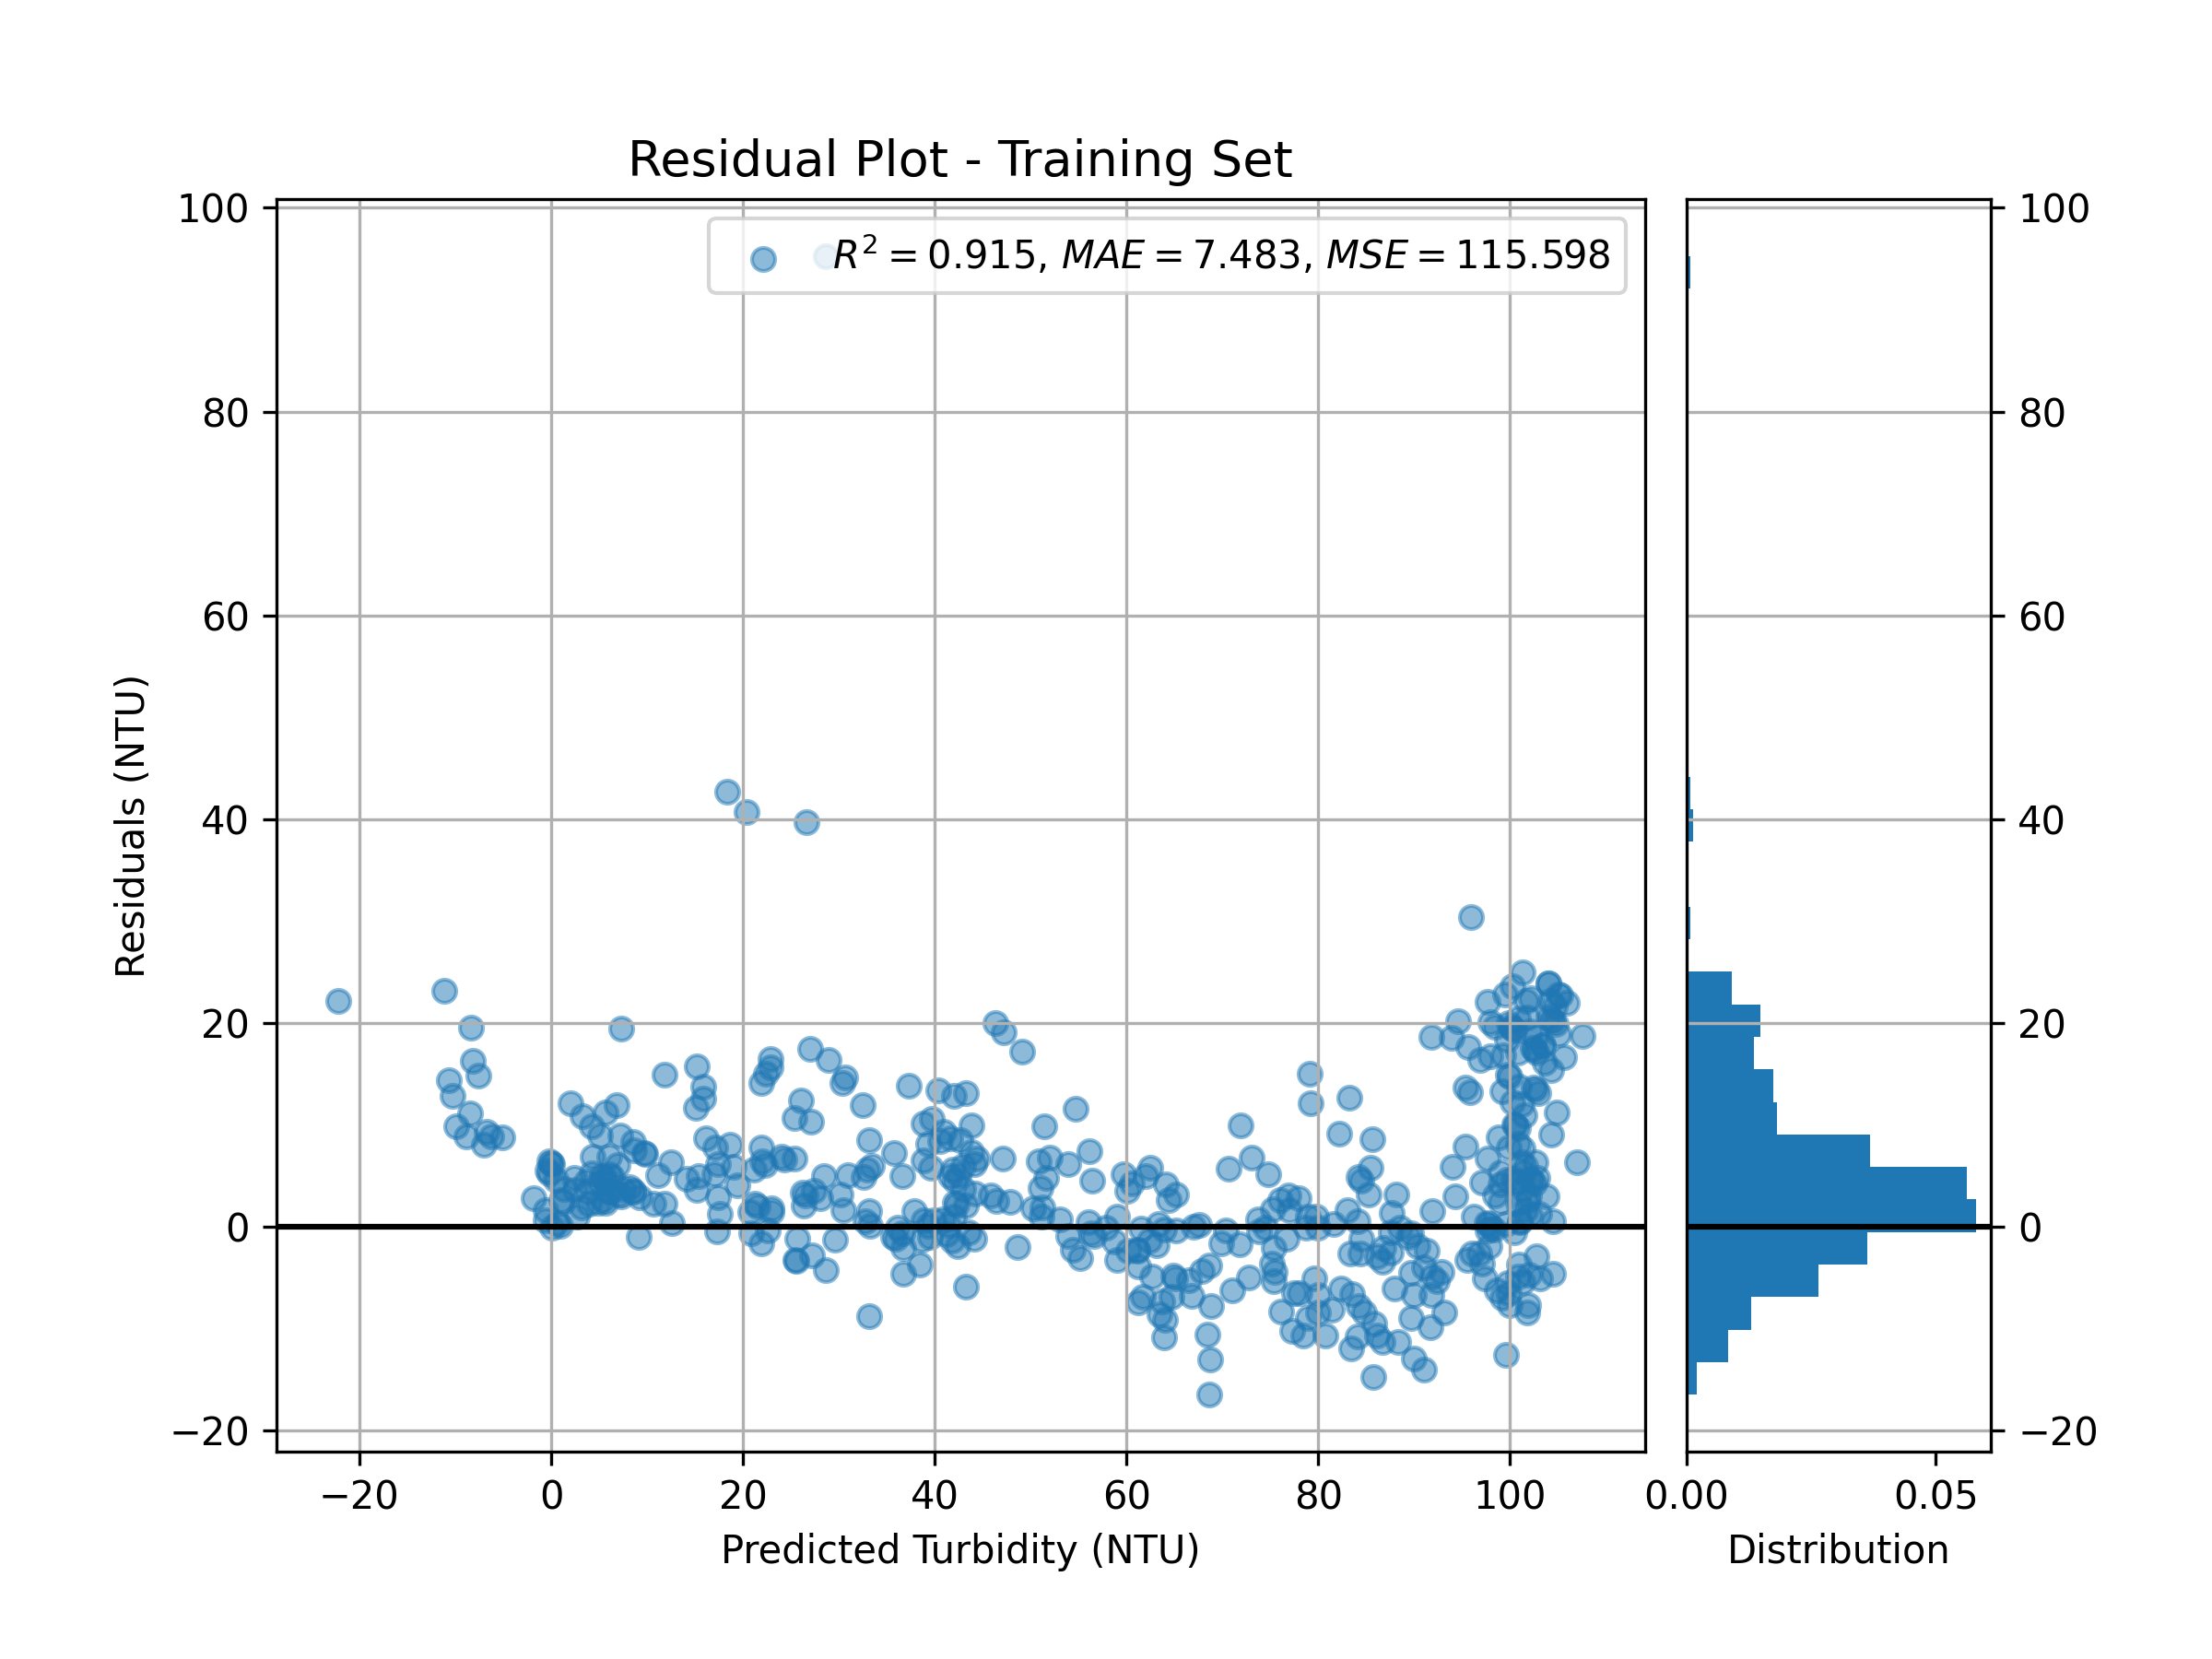 Residual Plot - Training Set
R² = 0.915, MAE = 7.483, MSE = 115.598
Residuals (NTU)
100
80
60
40
20
0
−20
−20 0 20 40 60 80 100
Predicted Turbidity (NTU)
100
80
60
40
20
0
−20
0.00 0.05
Distribution